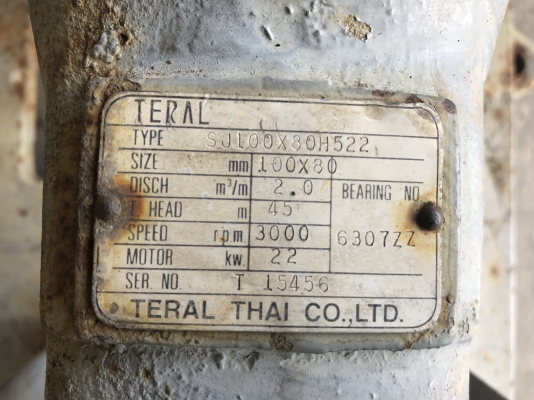 TERAL
TYPE SJ100X80H522
SIZE mm 100X80
DISCH m³/m 2.0 BEARING NO.
T HEAD m 45
SPEED rpm 3000 6307ZZ
MOTOR kw. 22
SER. NO. T 15456
TERAL THAI CO.,LTD.